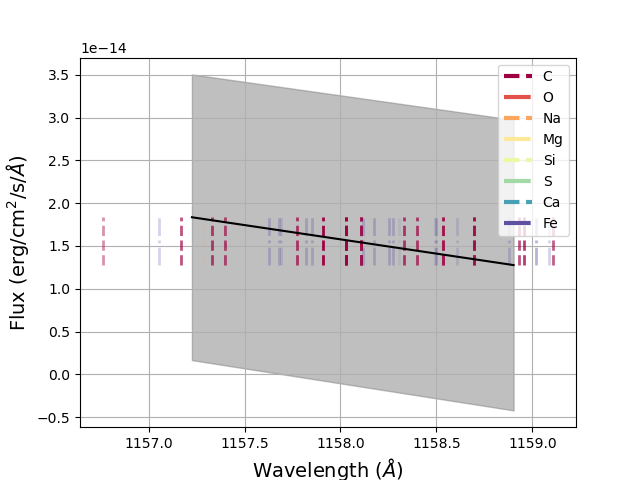 1e−14
3.5
3.0
2.5
2.0
1.5
1.0
0.5
0.0
−0.5
Flux (erg/cm²/s/Å)
1157.0 1157.5 1158.0 1158.5 1159.0
Wavelength (Å)
C
O
Na
Mg
Si
S
Ca
Fe